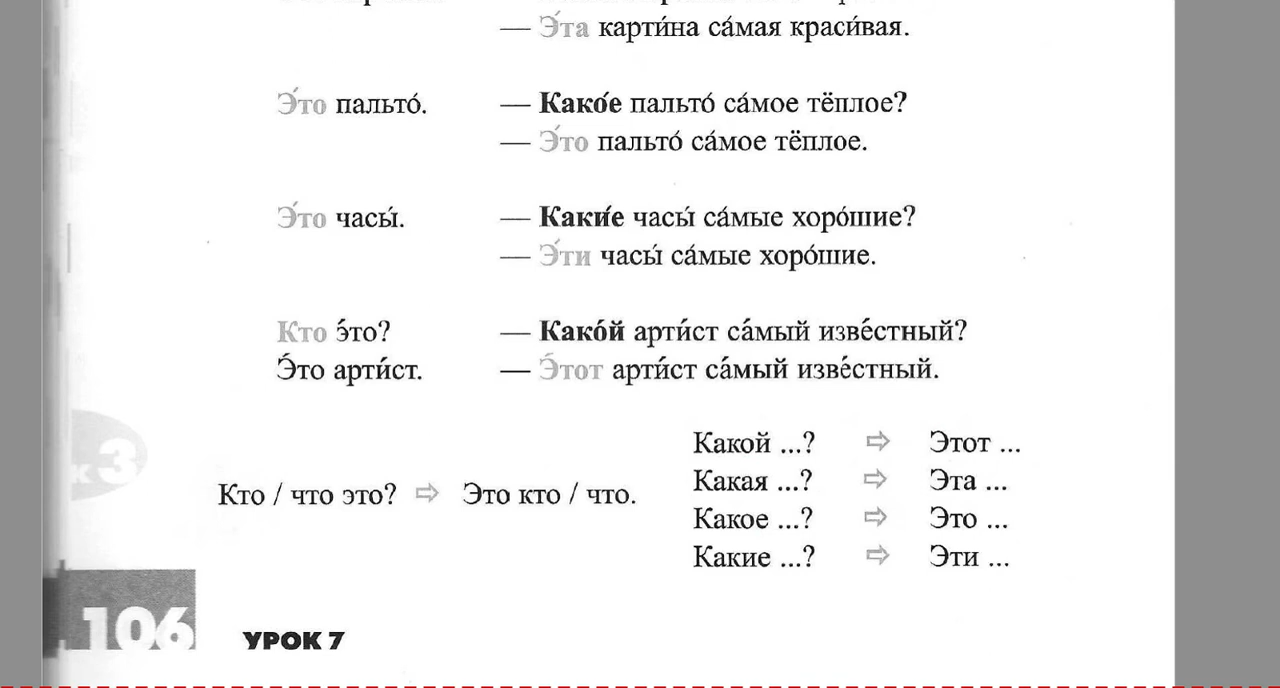 — Э́та карти́на са́мая краси́вая.
Э́то пальто́. — Како́е пальто́ са́мое тёплое?
— Э́то пальто́ са́мое тёплое.
Э́то часы́. — Каки́е часы́ са́мые хоро́шие?
— Э́ти часы́ са́мые хоро́шие.
Кто э́то? — Како́й арти́ст са́мый изве́стный?
Э́то арти́ст. — Э́тот арти́ст са́мый изве́стный.
Кто / что это? ⇨ Это кто / что.
Какой ...? ⇨ Этот ...
Какая ...? ⇨ Эта ...
Какое ...? ⇨ Это ...
Какие ...? ⇨ Эти ...
к 3
106
УРОК 7